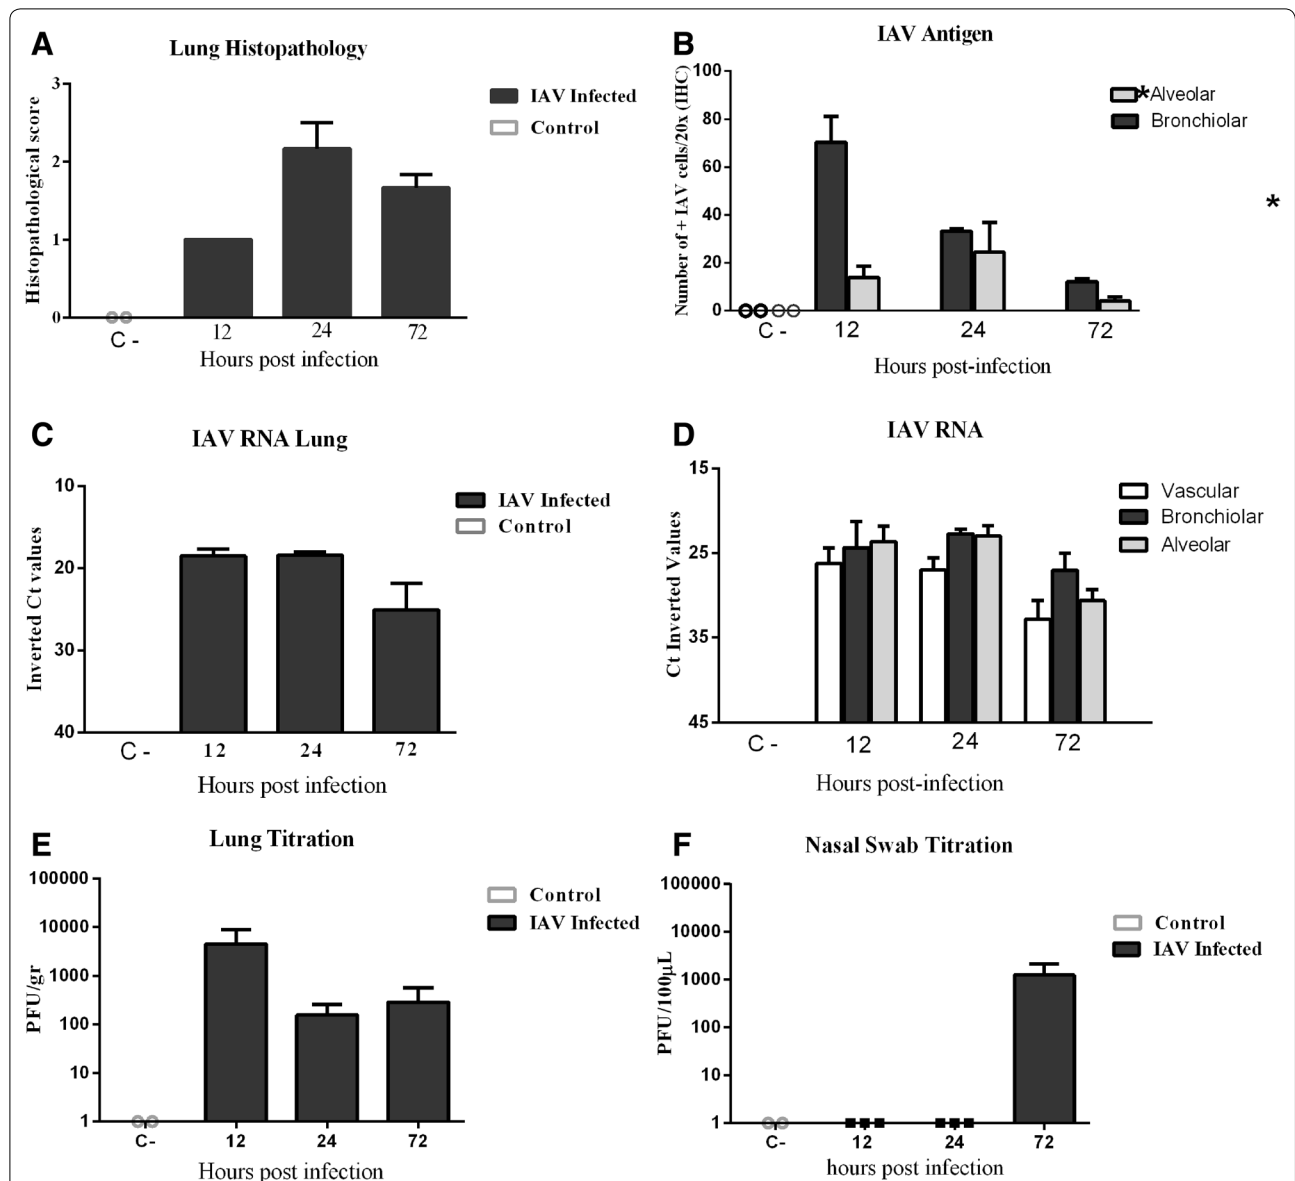 A
Lung Histopathology
3
2
1
0
Histopathological score
IAV Infected
Control
C -
12
24
72
Hours post infection
B
IAV Antigen
100
80
60
40
20
0
Number of + IAV cells/20x (IHC)
*Alveolar
Bronchiolar
*
C -
12
24
72
Hours post-infection
C
IAV RNA Lung
10
20
30
40
Inverted Ct values
IAV Infected
Control
C -
12
24
72
Hours post infection
D
IAV RNA
15
25
35
45
Ct Inverted Values
Vascular
Bronchiolar
Alveolar
C -
12
24
72
Hours post-infection
E
Lung Titration
100000
10000
1000
100
10
1
PFU/gr
Control
IAV Infected
C-
12
24
72
Hours post infection
F
Nasal Swab Titration
100000
10000
1000
100
10
1
PFU/100µL
Control
IAV Infected
C-
12
24
72
hours post infection